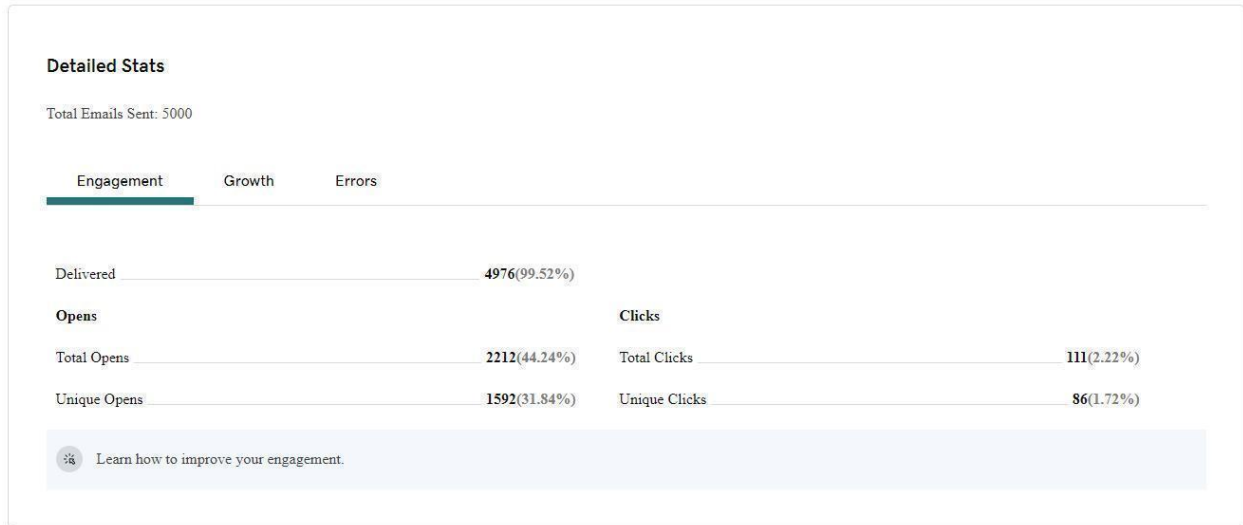 Detailed Stats
Total Emails Sent: 5000
Engagement Growth Errors
Delivered 4976(99.52%)
Opens Clicks
Total Opens 2212(44.24%) Total Clicks 111(2.22%)
Unique Opens 1592(31.84%) Unique Clicks 86(1.72%)
Learn how to improve your engagement.